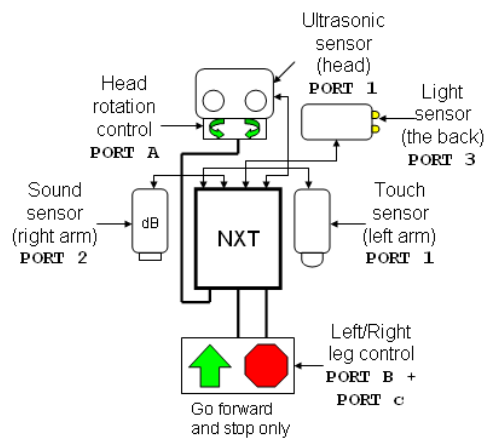 Ultrasonic
sensor
(head)
PORT 1
Head
rotation
control
PORT A
Light
sensor
(the back)
PORT 3
Sound
sensor
(right arm)
PORT 2
dB
NXT
Touch
sensor
(left arm)
PORT 1
Left/Right
leg control
PORT B +
PORT C
Go forward
and stop only